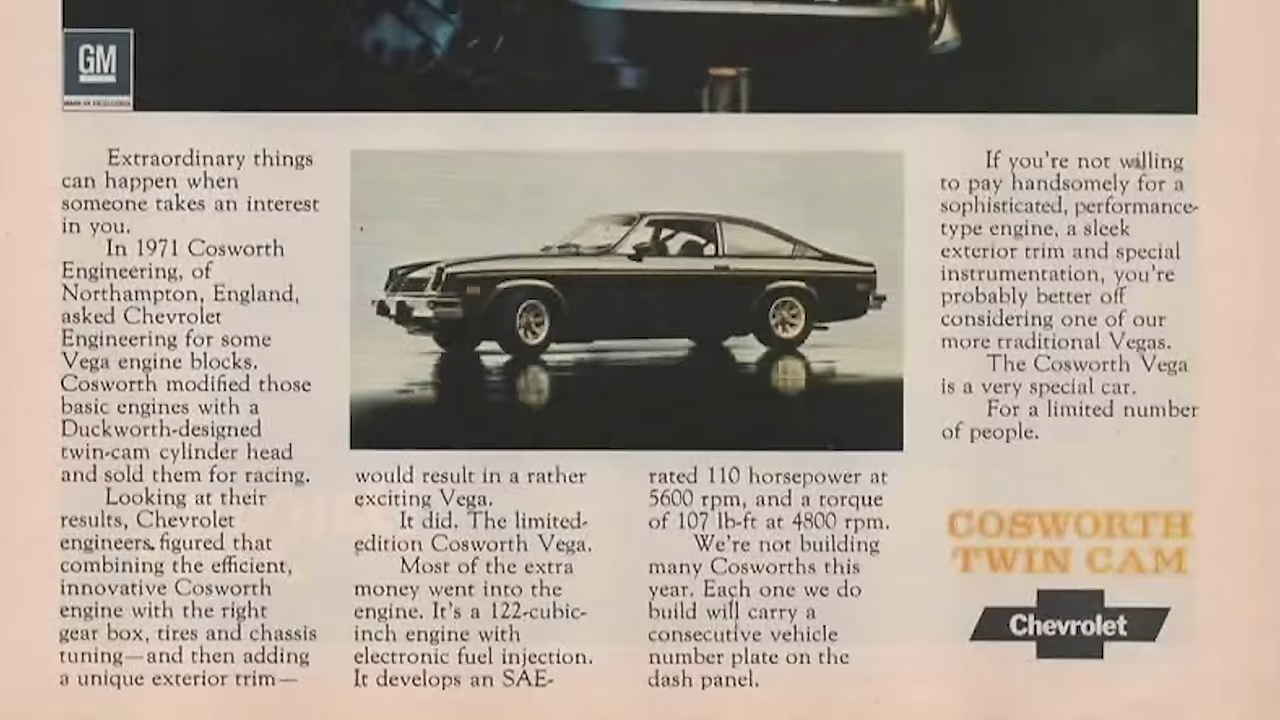 GM
MARK OF EXCELLENCE
Extraordinary things
can happen when
someone takes an interest
in you.
In 1971 Cosworth
Engineering, of
Northampton, England,
asked Chevrolet
Engineering for some
Vega engine blocks.
Cosworth modified those
basic engines with a
Duckworth-designed
twin-cam cylinder head
and sold them for racing.
Looking at their
results, Chevrolet
engineers figured that
combining the efficient,
innovative Cosworth
engine with the right
gear box, tires and chassis
tuning—and then adding
a unique exterior trim—
would result in a rather
exciting Vega.
It did. The limited-
edition Cosworth Vega.
Most of the extra
money went into the
engine. It's a 122-cubic-
inch engine with
electronic fuel injection.
It develops an SAE-
rated 110 horsepower at
5600 rpm, and a torque
of 107 lb-ft at 4800 rpm.
We're not building
many Cosworths this
year. Each one we do
build will carry a
consecutive vehicle
number plate on the
dash panel.
If you're not willing
to pay handsomely for a
sophisticated, performance-
type engine, a sleek
exterior trim and special
instrumentation, you're
probably better off
considering one of our
more traditional Vegas.
The Cosworth Vega
is a very special car.
For a limited number
of people.
COSWORTH
TWIN CAM
Chevrolet